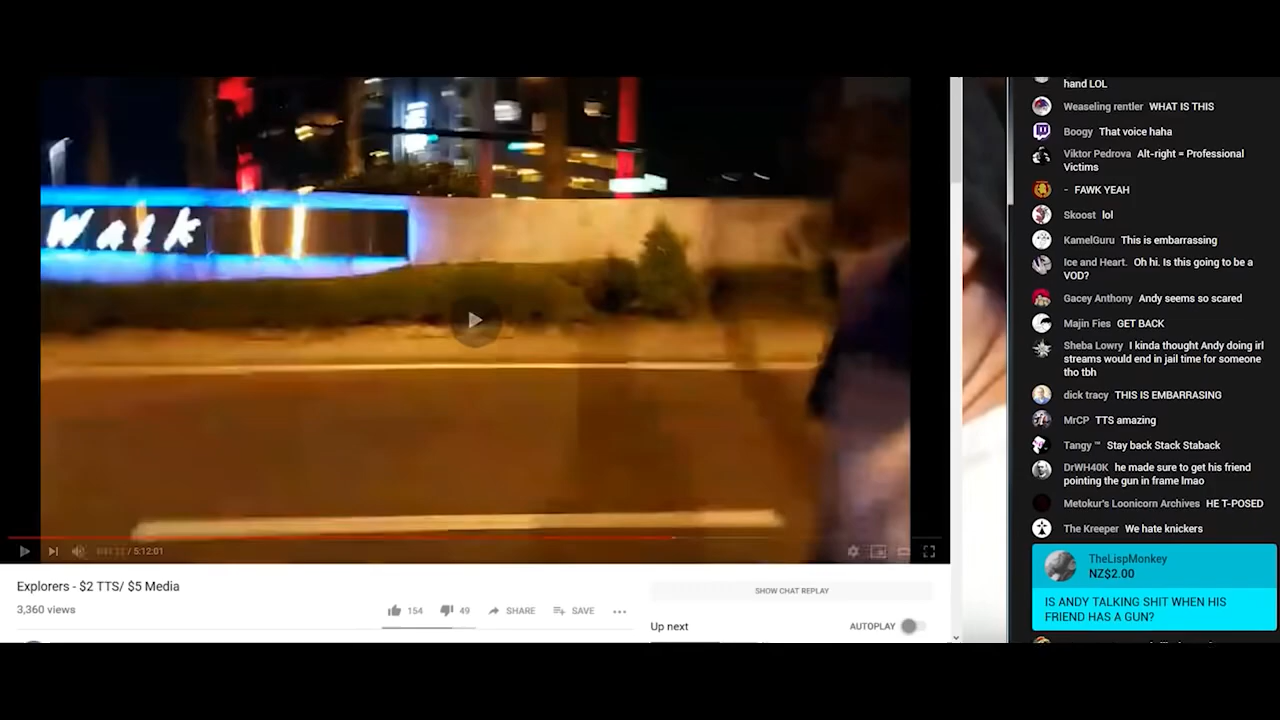 Walk
/ 5:12:01
Explorers - $2 TTS/ $5 Media
3,360 views
154
49
SHARE
SAVE
SHOW CHAT REPLAY
Up next
AUTOPLAY
hand LOL
Weaseling rentler WHAT IS THIS
Boogy That voice haha
Viktor Pedrova Alt-right = Professional
Victims
- FAWK YEAH
Skoost lol
KamelGuru This is embarrassing
Ice and Heart. Oh hi. Is this going to be a
VOD?
Gacey Anthony Andy seems so scared
Majin Fies GET BACK
Sheba Lowry I kinda thought Andy doing irl
streams would end in jail time for someone
tho tbh
dick tracy THIS IS EMBARRASING
MrCP TTS amazing
Tangy ™ Stay back Stack Staback
DrWH40K he made sure to get his friend
pointing the gun in frame lmao
Metokur's Loonicorn Archives HE T-POSED
The Kreeper We hate knickers
TheLispMonkey
NZ$2.00
IS ANDY TALKING SHIT WHEN HIS
FRIEND HAS A GUN?